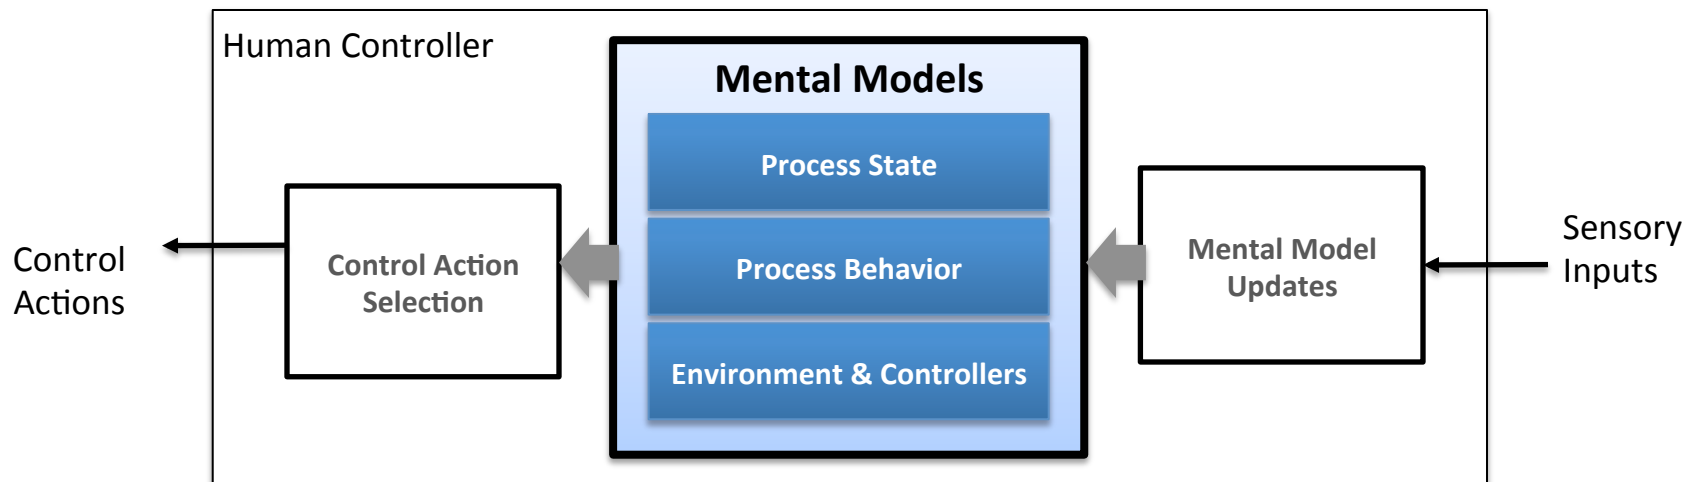 Human Controller
Mental Models
Process State
Process Behavior
Environment & Controllers
Control Action
Selection
Mental Model
Updates
Control
Actions
Sensory
Inputs